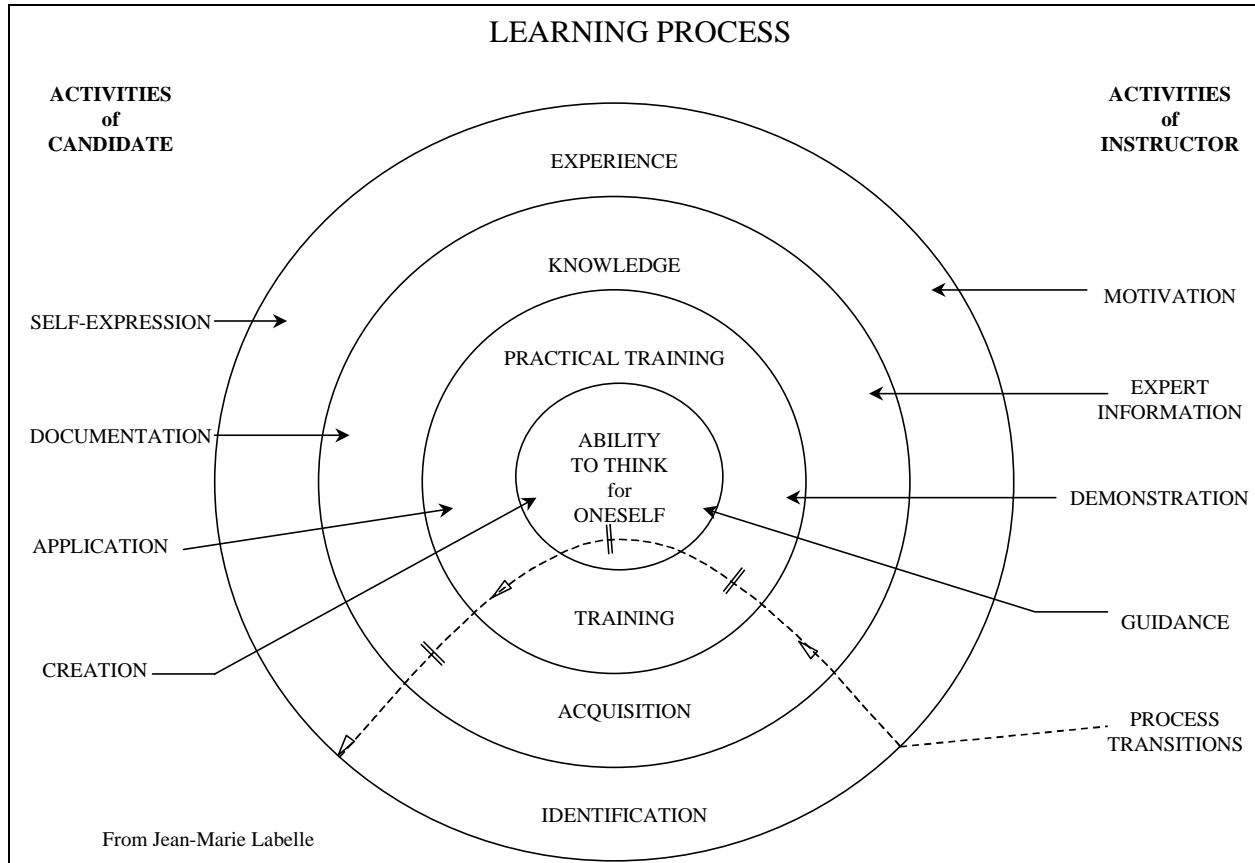 LEARNING PROCESS
ACTIVITIES
of
CANDIDATE
ACTIVITIES
of
INSTRUCTOR
EXPERIENCE
KNOWLEDGE
PRACTICAL TRAINING
ABILITY
TO THINK
for
ONESELF
TRAINING
ACQUISITION
IDENTIFICATION
SELF-EXPRESSION
DOCUMENTATION
APPLICATION
CREATION
MOTIVATION
EXPERT
INFORMATION
DEMONSTRATION
GUIDANCE
PROCESS
TRANSITIONS
From Jean-Marie Labelle